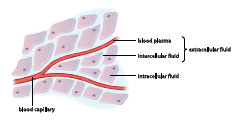 blood plasma
intercellular fluid
extracellular fluid
intracellular fluid
blood capillary